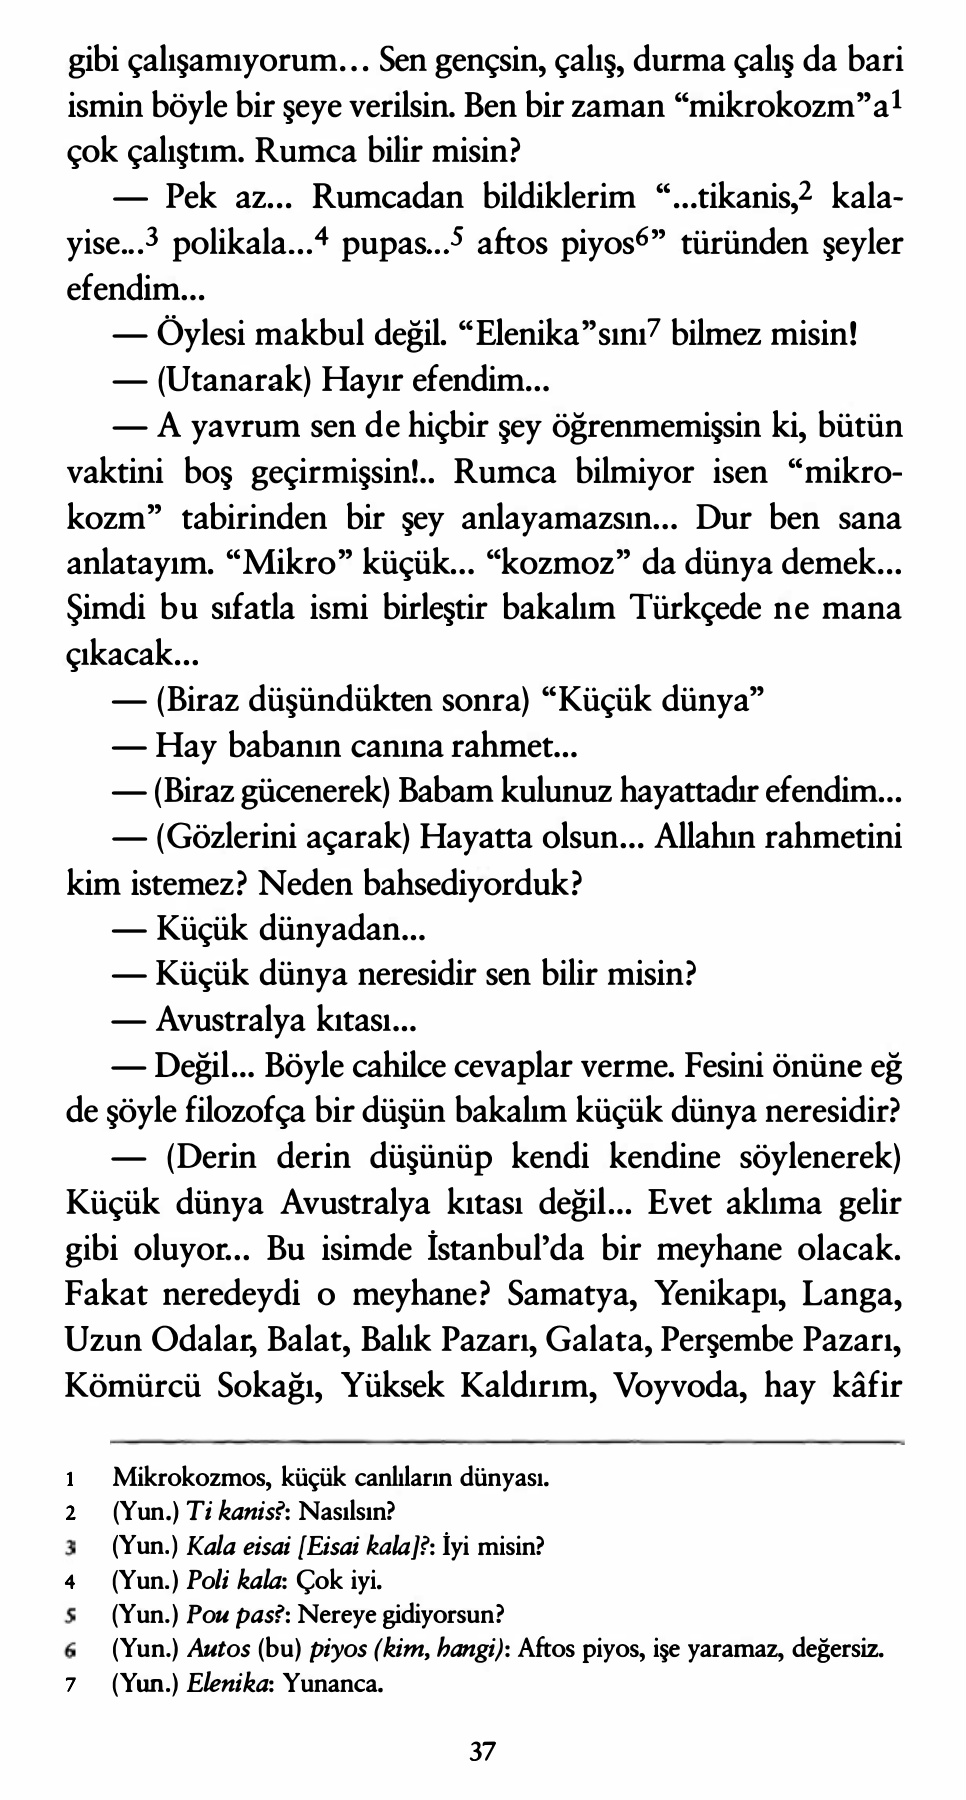 gibi çalışamıyorum... Sen gençsin, çalış, durma çalış da bari
ismin böyle bir şeye verilsin. Ben bir zaman “mikrokozm”a1
çok çalıştım. Rumca bilir misin?
— Pek az... Rumcadan bildiklerim “...tikanis,2 kala-
yise...3 polikala...4 pupas...5 aftos piyos6” türünden şeyler
efendim...
— Öylesi makbul değil. “Elenika”sını7 bilmez misin!
— (Utanarak) Hayır efendim...
— A yavrum sen de hiçbir şey öğrenmemişsin ki, bütün
vaktini boş geçirmişsin!.. Rumca bilmiyor isen “mikro-
kozm” tabirinden bir şey anlayamazsın... Dur ben sana
anlatayım. “Mikro” küçük... “kozmoz” da dünya demek...
Şimdi bu sıfatla ismi birleştir bakalım Türkçede ne mana
çıkacak...
— (Biraz düşündükten sonra) “Küçük dünya”
— Hay babanın canına rahmet...
— (Biraz gücenerek) Babam kulunuz hayattadır efendim...
— (Gözlerini açarak) Hayatta olsun... Allahın rahmetini
kim istemez? Neden bahsediyorduk?
— Küçük dünyadan...
— Küçük dünya neresidir sen bilir misin?
— Avustralya kıtası...
— Değil... Böyle cahilce cevaplar verme. Fesini önüne eğ
de şöyle filozofça bir düşün bakalım küçük dünya neresidir?
— (Derin derin düşünüp kendi kendine söylenerek)
Küçük dünya Avustralya kıtası değil... Evet aklıma gelir
gibi oluyor... Bu isimde İstanbul’da bir meyhane olacak.
Fakat neredeydi o meyhane? Samatya, Yenikapı, Langa,
Uzun Odalar, Balat, Balık Pazarı, Galata, Perşembe Pazarı,
Kömürcü Sokağı, Yüksek Kaldırım, Voyvoda, hay kâfir
1 Mikrokozmos, küçük canlıların dünyası.
2 (Yun.) Ti kanis?: Nasılsın?
3 (Yun.) Kala eisai [Eisai kala]?: İyi misin?
4 (Yun.) Poli kala: Çok iyi.
5 (Yun.) Pou pas?: Nereye gidiyorsun?
6 (Yun.) Autos (bu) piyos (kim, hangi): Aftos piyos, işe yaramaz, değersiz.
7 (Yun.) Elenika: Yunanca.
37